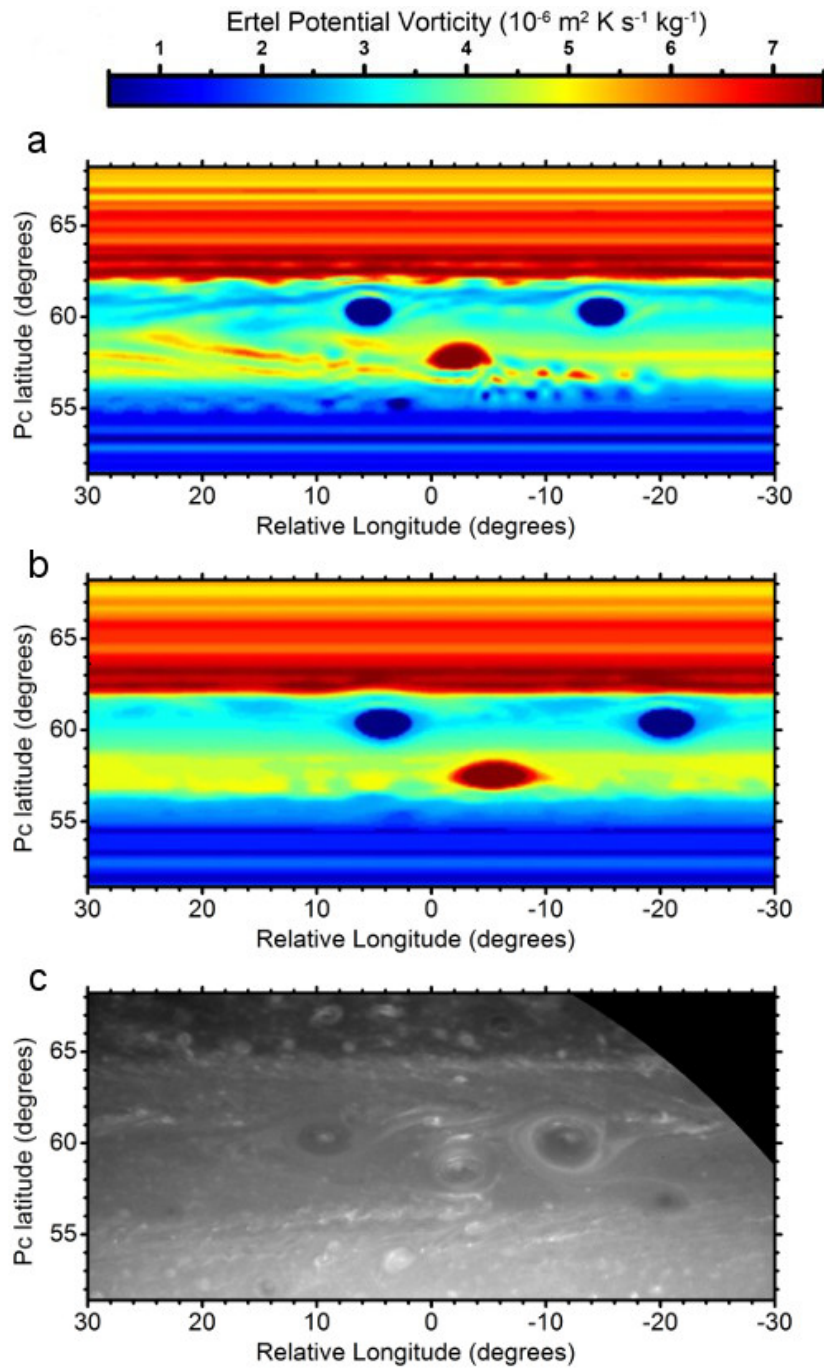 Ertel Potential Vorticity (10⁻⁶ m² K s⁻¹ kg⁻¹)
1 2 3 4 5 6 7
a
65
60
55
Pc latitude (degrees)
30 20 10 0 -10 -20 -30
Relative Longitude (degrees)
b
65
60
55
Pc latitude (degrees)
30 20 10 0 -10 -20 -30
Relative Longitude (degrees)
c
65
60
55
Pc latitude (degrees)
30 20 10 0 -10 -20 -30
Relative Longitude (degrees)